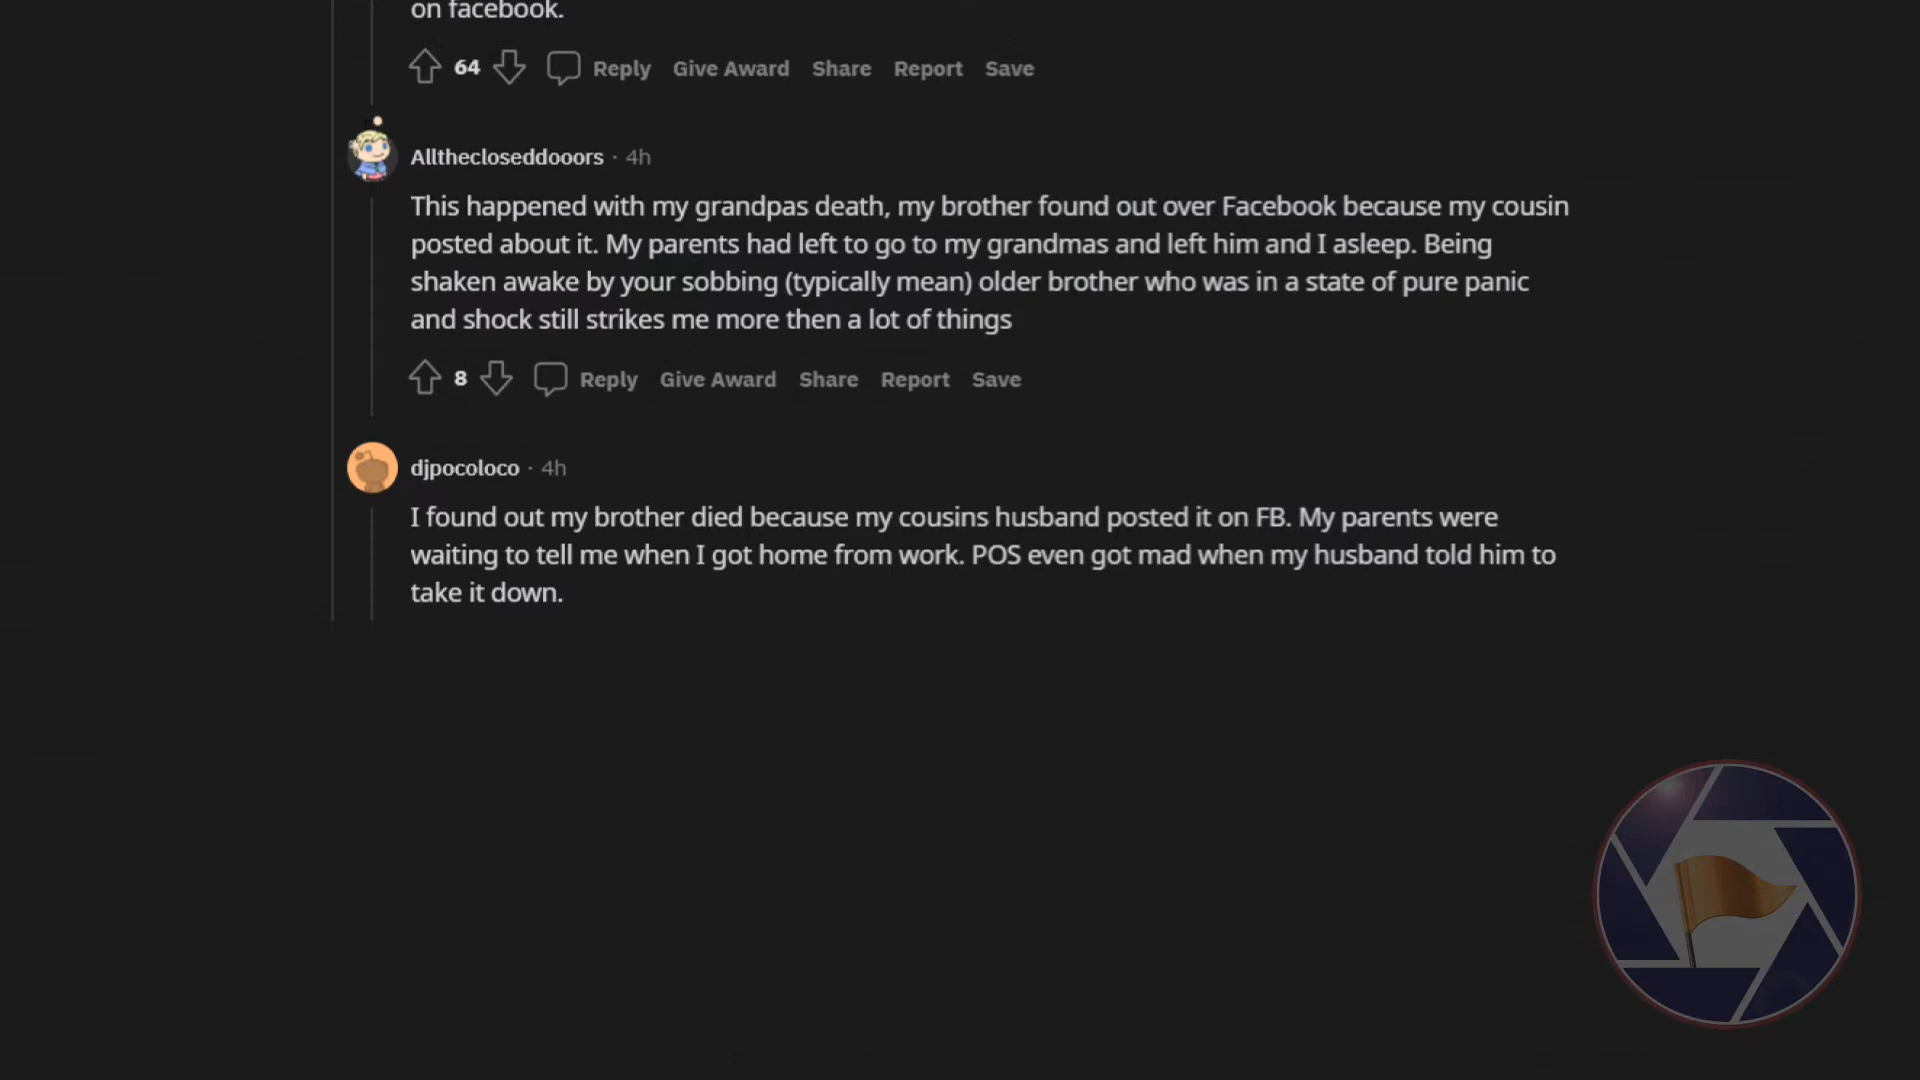 on facebook.
64 Reply Give Award Share Report Save
Allthecloseddooors · 4h
This happened with my grandpas death, my brother found out over Facebook because my cousin
posted about it. My parents had left to go to my grandmas and left him and I asleep. Being
shaken awake by your sobbing (typically mean) older brother who was in a state of pure panic
and shock still strikes me more then a lot of things
8 Reply Give Award Share Report Save
djpocoloco · 4h
I found out my brother died because my cousins husband posted it on FB. My parents were
waiting to tell me when I got home from work. POS even got mad when my husband told him to
take it down.